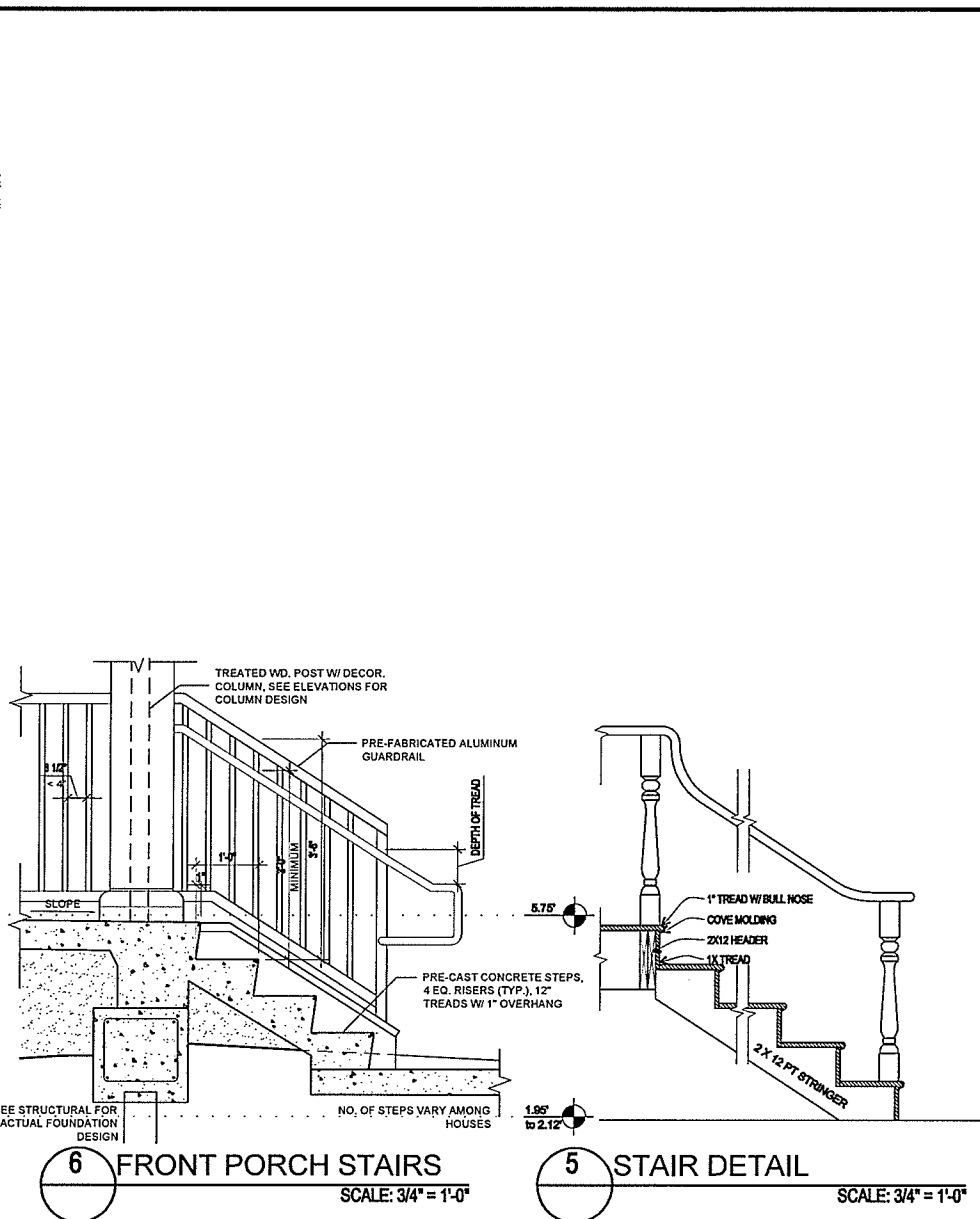 TREATED WD. POST W/ DECOR.
COLUMN, SEE ELEVATIONS FOR
COLUMN DESIGN
PRE-FABRICATED ALUMINUM
GUARDRAIL
DEPTH OF TREAD
< 4"
1'-0"
1"
MINIMUM
3'-6"
SLOPE
PRE-CAST CONCRETE STEPS,
4 EQ. RISERS (TYP.), 12"
TREADS W/ 1" OVERHANG
EE STRUCTURAL FOR
ACTUAL FOUNDATION
DESIGN
NO. OF STEPS VARY AMONG
HOUSES
6 FRONT PORCH STAIRS
SCALE: 3/4" = 1'-0"
5.75'
1" TREAD W/ BULL NOSE
COVE MOLDING
2X12 HEADER
1X TREAD
2 X 12 PT STRINGER
1.95'
to 2.12'
5 STAIR DETAIL
SCALE: 3/4" = 1'-0"